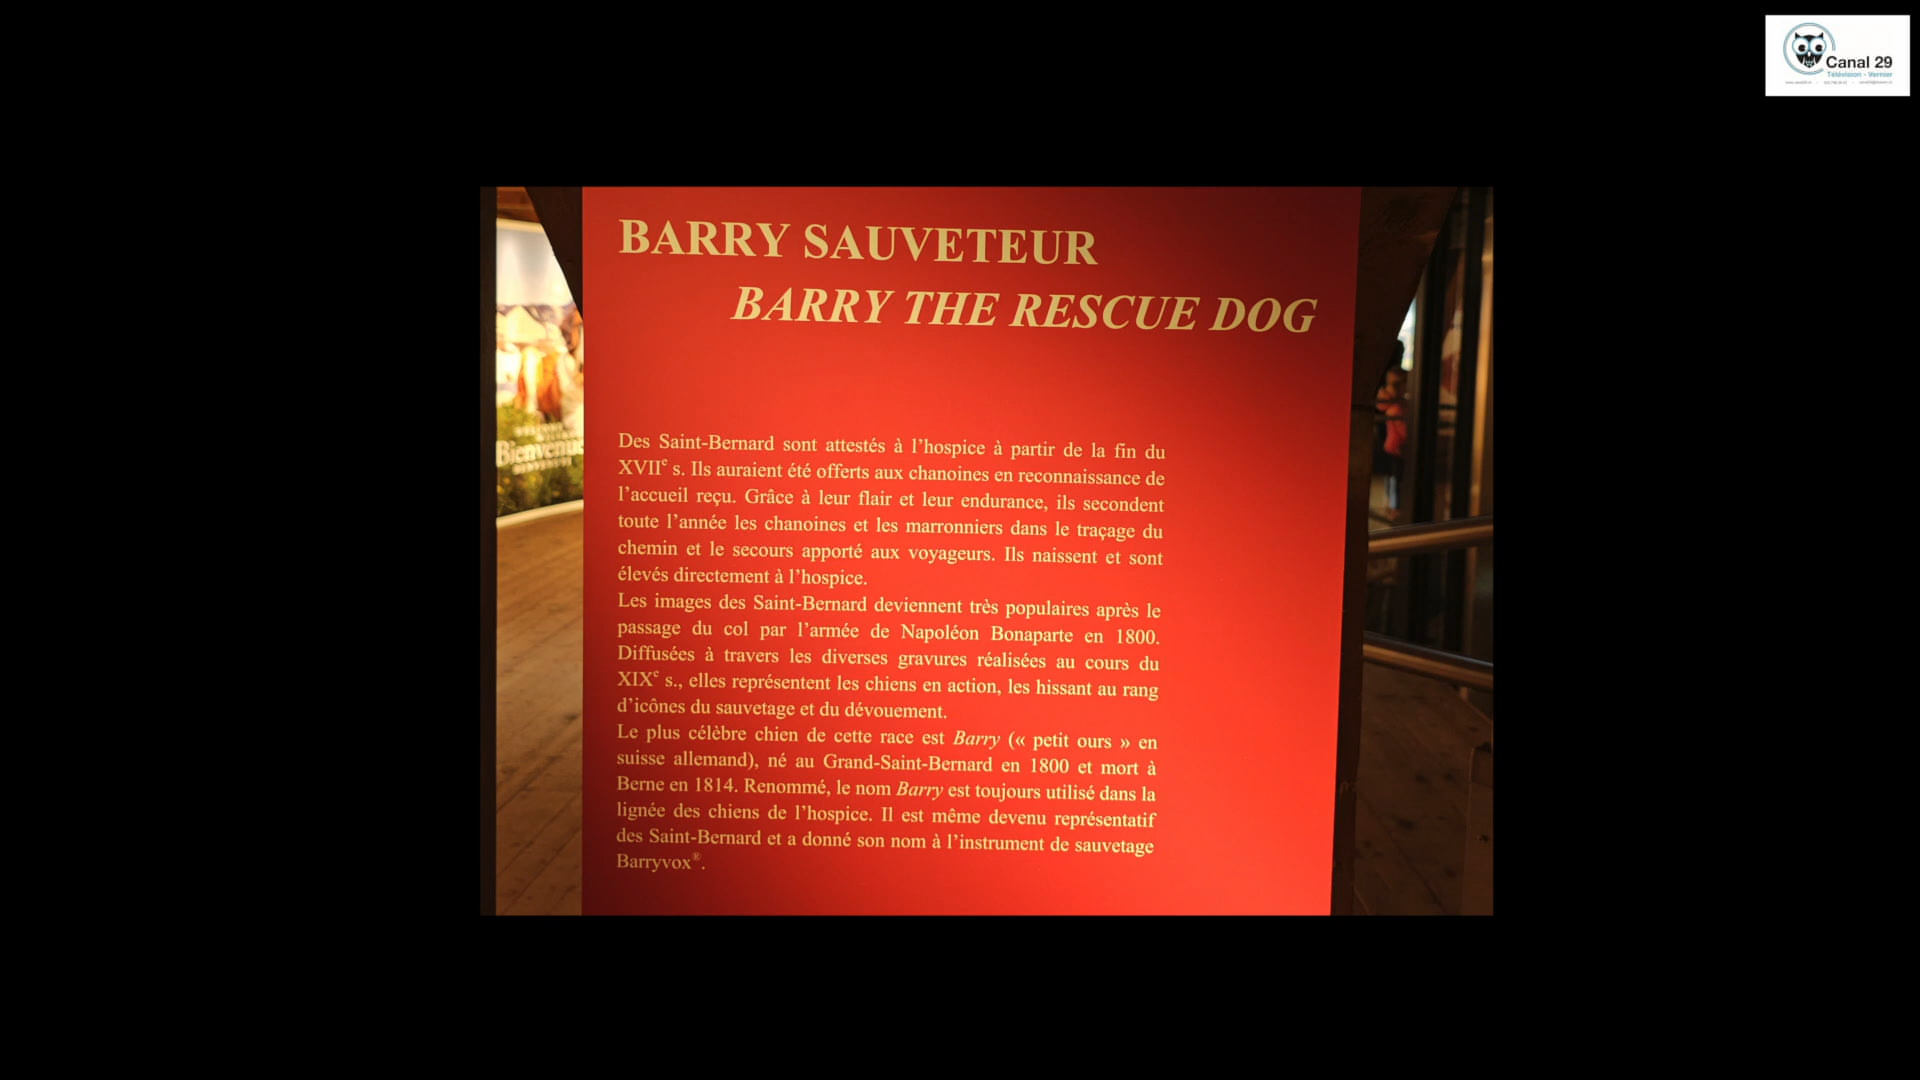 Canal 29
Télévision - Vernier
BARRY SAUVETEUR
BARRY THE RESCUE DOG
Bienvenue
Des Saint-Bernard sont attestés à l’hospice à partir de la fin du
XVIIe s. Ils auraient été offerts aux chanoines en reconnaissance de
l’accueil reçu. Grâce à leur flair et leur endurance, ils secondent
toute l’année les chanoines et les marronniers dans le traçage du
chemin et le secours apporté aux voyageurs. Ils naissent et sont
élevés directement à l’hospice.
Les images des Saint-Bernard deviennent très populaires après le
passage du col par l’armée de Napoléon Bonaparte en 1800.
Diffusées à travers les diverses gravures réalisées au cours du
XIXe s., elles représentent les chiens en action, les hissant au rang
d’icônes du sauvetage et du dévouement.
Le plus célèbre chien de cette race est Barry (« petit ours » en
suisse allemand), né au Grand-Saint-Bernard en 1800 et mort à
Berne en 1814. Renommé, le nom Barry est toujours utilisé dans la
lignée des chiens de l’hospice. Il est même devenu représentatif
des Saint-Bernard et a donné son nom à l’instrument de sauvetage
Barryvox®.